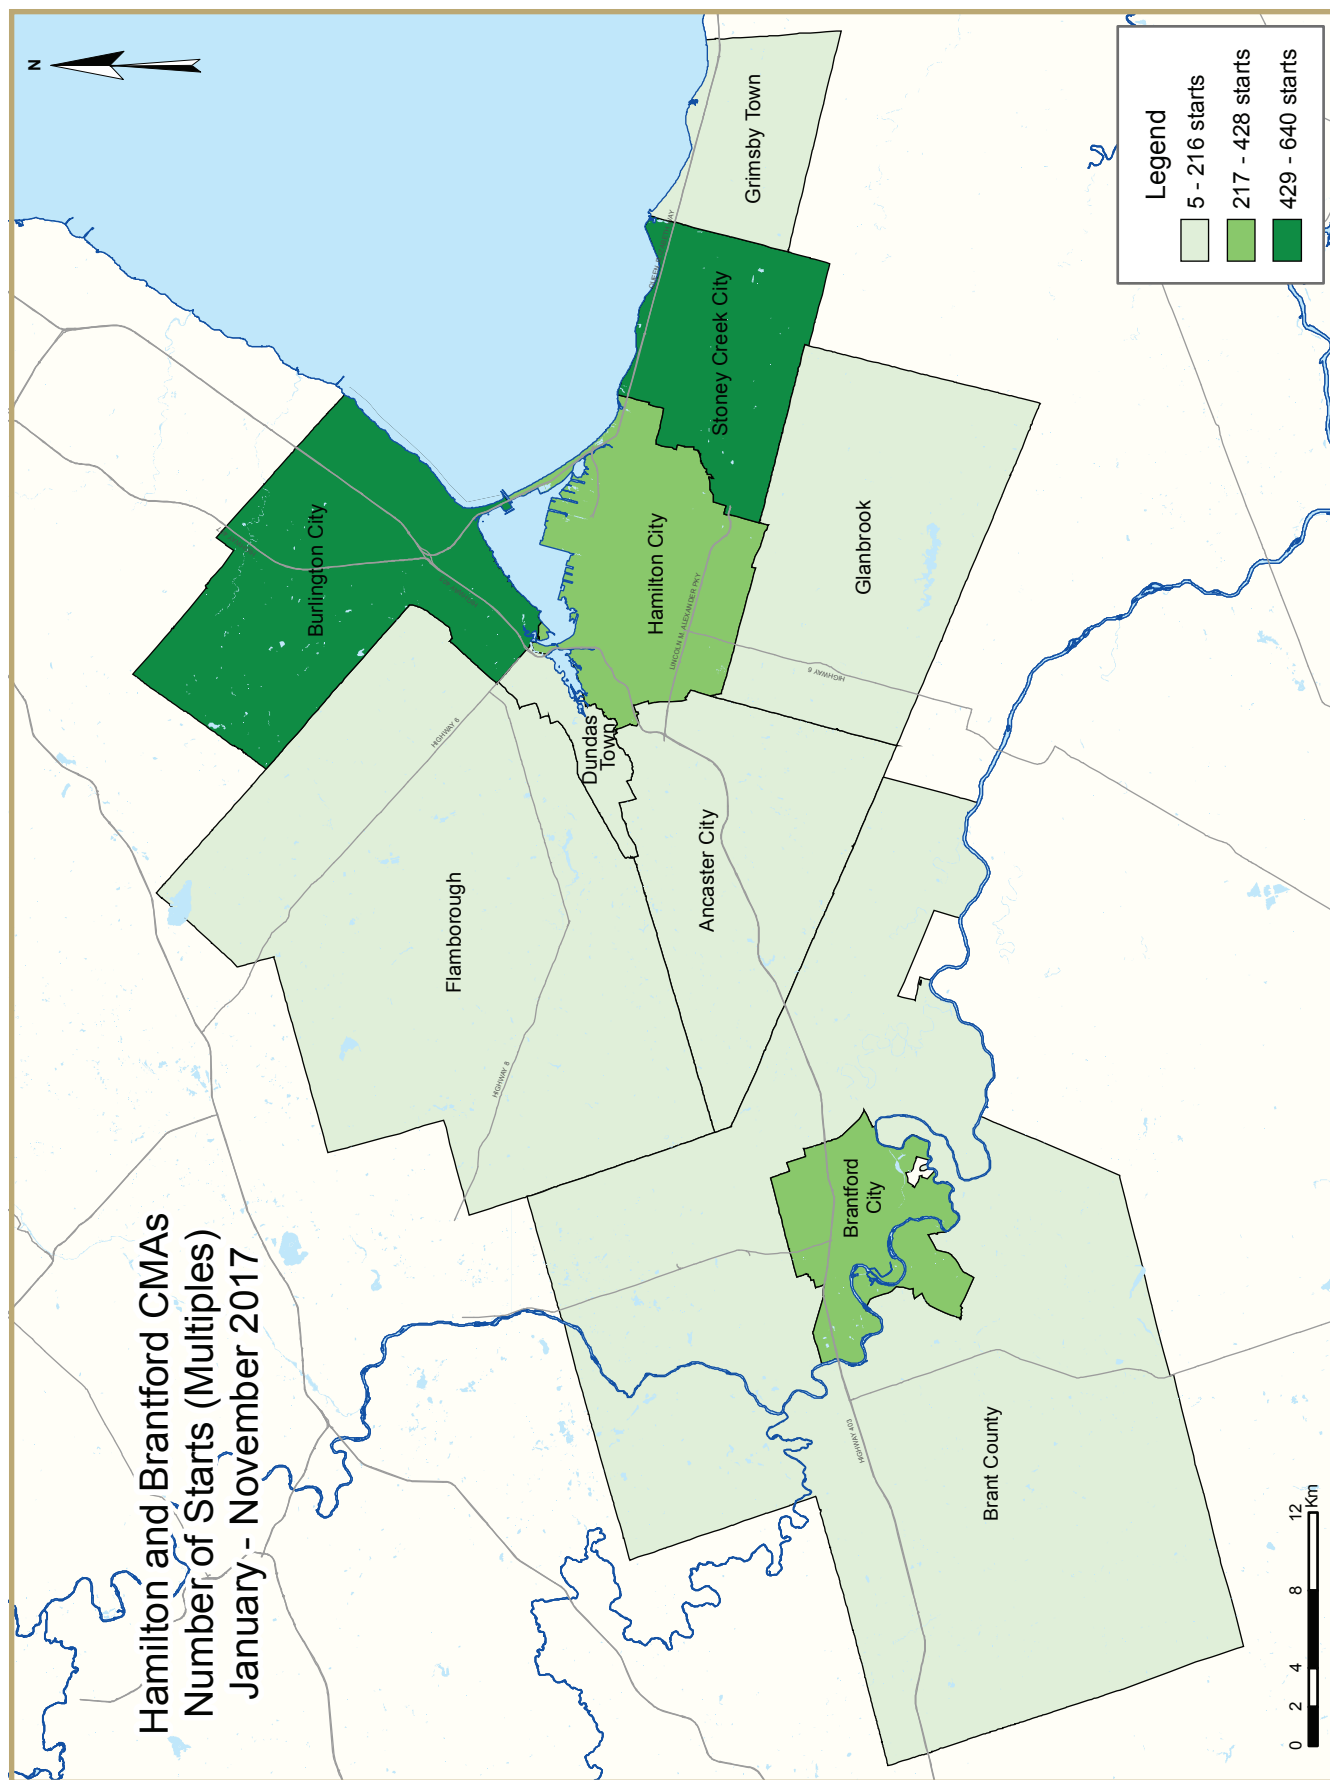 Hamilton and Brantford CMAs
Number of Starts (Multiples)
January - November 2017
N
Burlington City
HIGHWAY 6
Flamborough
HIGHWAY 8
Dundas
Town
Hamilton City
LINCOLN M. ALEXANDER PKY
Stoney Creek City
Grimsby Town
Ancaster City
Glanbrook
HIGHWAY 6
Brantford
City
HIGHWAY 403
Brant County
Legend
5 - 216 starts
217 - 428 starts
429 - 640 starts
0 2 4 8 12
Km